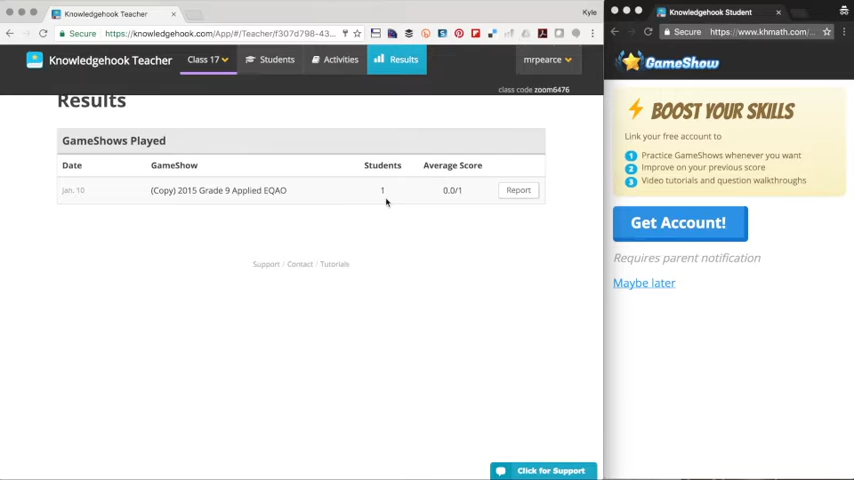 Knowledgehook Teacher
Kyle
Secure https://knowledgehook.com/App/#/Teacher/f307d798-43...
Knowledgehook Teacher
Class 17
Students
Activities
Results
mrpearce
class code zoom6476
Results
GameShows Played
Date GameShow Students Average Score
Jan. 10 (Copy) 2015 Grade 9 Applied EQAO 1 0.0/1 Report
Support / Contact / Tutorials
Click for Support
Knowledgehook Student
Secure https://www.khmath.com/...
GameShow
BOOST YOUR SKILLS
Link your free account to
1 Practice GameShows whenever you want
2 Improve on your previous score
3 Video tutorials and question walkthroughs
Get Account!
Requires parent notification
Maybe later